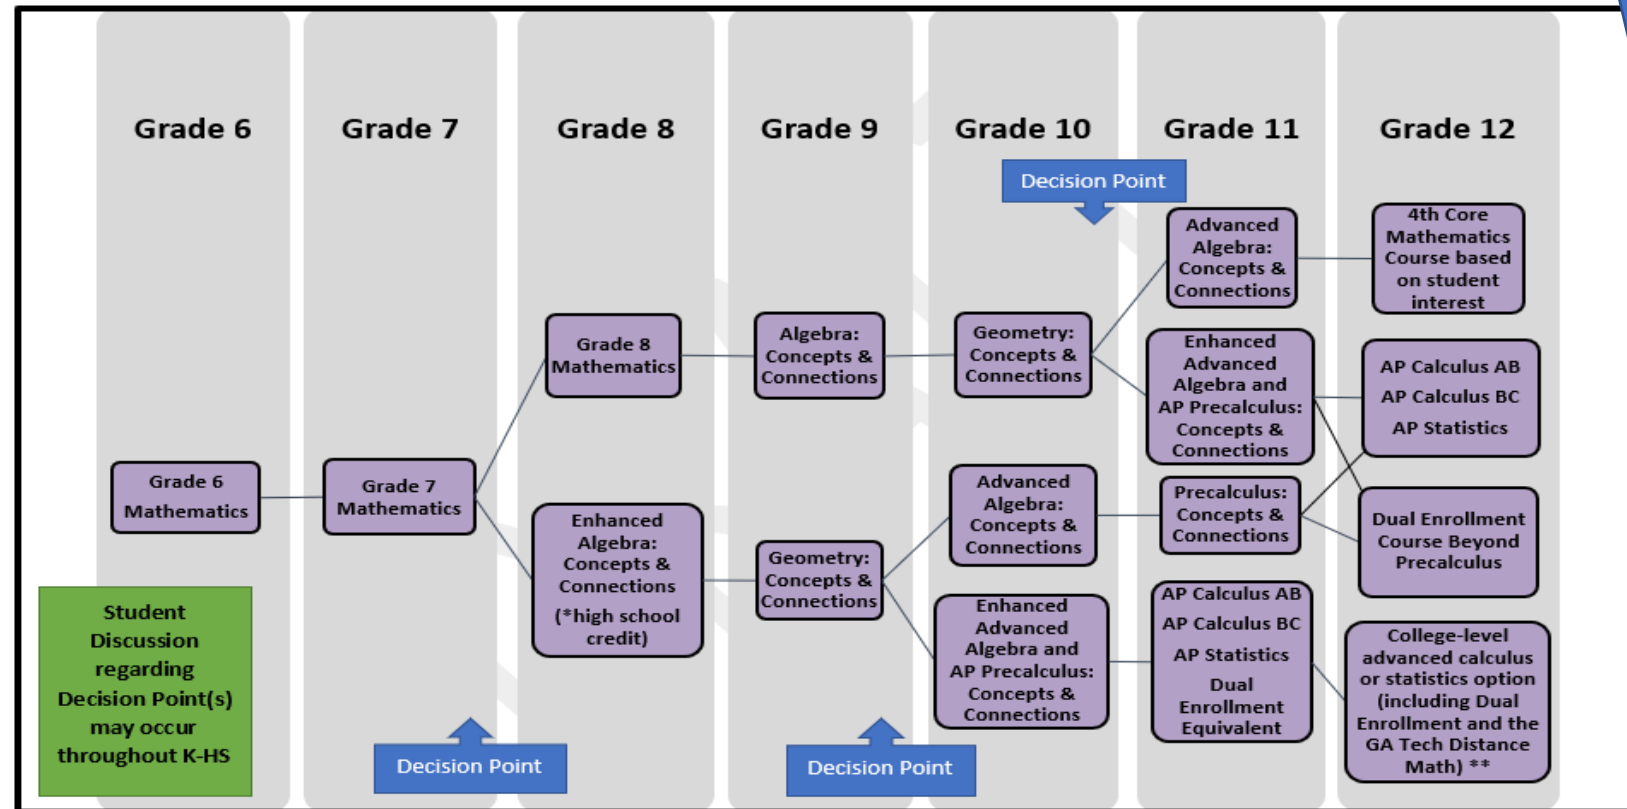 Grade 6
Grade 7
Grade 8
Grade 9
Grade 10
Grade 11
Grade 12
Grade 6
Mathematics
Student
Discussion
regarding
Decision Point(s)
may occur
throughout K-HS
Grade 7
Mathematics
Decision Point
Grade 8
Mathematics
Enhanced
Algebra:
Concepts &
Connections
(*high school
credit)
Algebra:
Concepts &
Connections
Geometry:
Concepts &
Connections
Decision Point
Decision Point
Geometry:
Concepts &
Connections
Advanced
Algebra:
Concepts &
Connections
Enhanced
Advanced
Algebra and
AP Precalculus:
Concepts &
Connections
Advanced
Algebra:
Concepts &
Connections
Enhanced
Advanced
Algebra and
AP Precalculus:
Concepts &
Connections
Precalculus:
Concepts &
Connections
AP Calculus AB
AP Calculus BC
AP Statistics
Dual
Enrollment
Equivalent
4th Core
Mathematics
Course based
on student
interest
AP Calculus AB
AP Calculus BC
AP Statistics
Dual Enrollment
Course Beyond
Precalculus
College-level
advanced calculus
or statistics option
(including Dual
Enrollment and the
GA Tech Distance
Math) **